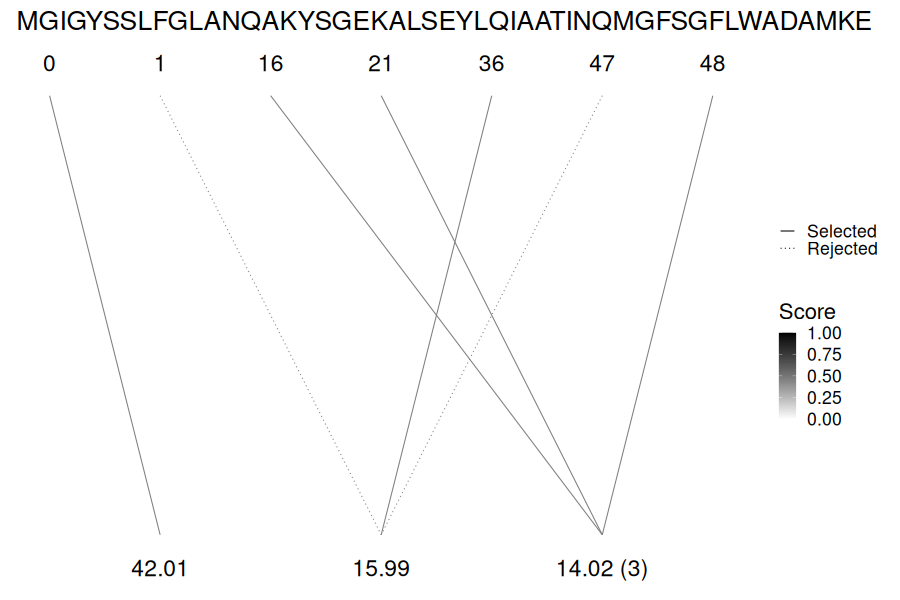 MGIGYSSLFGLANQAKYSGEKALSEYLQIAATINQMGFSGFLWADAMKE
0 1 16 21 36 47 48
Selected
Rejected
Score
1.00
0.75
0.50
0.25
0.00
42.01 15.99 14.02 (3)